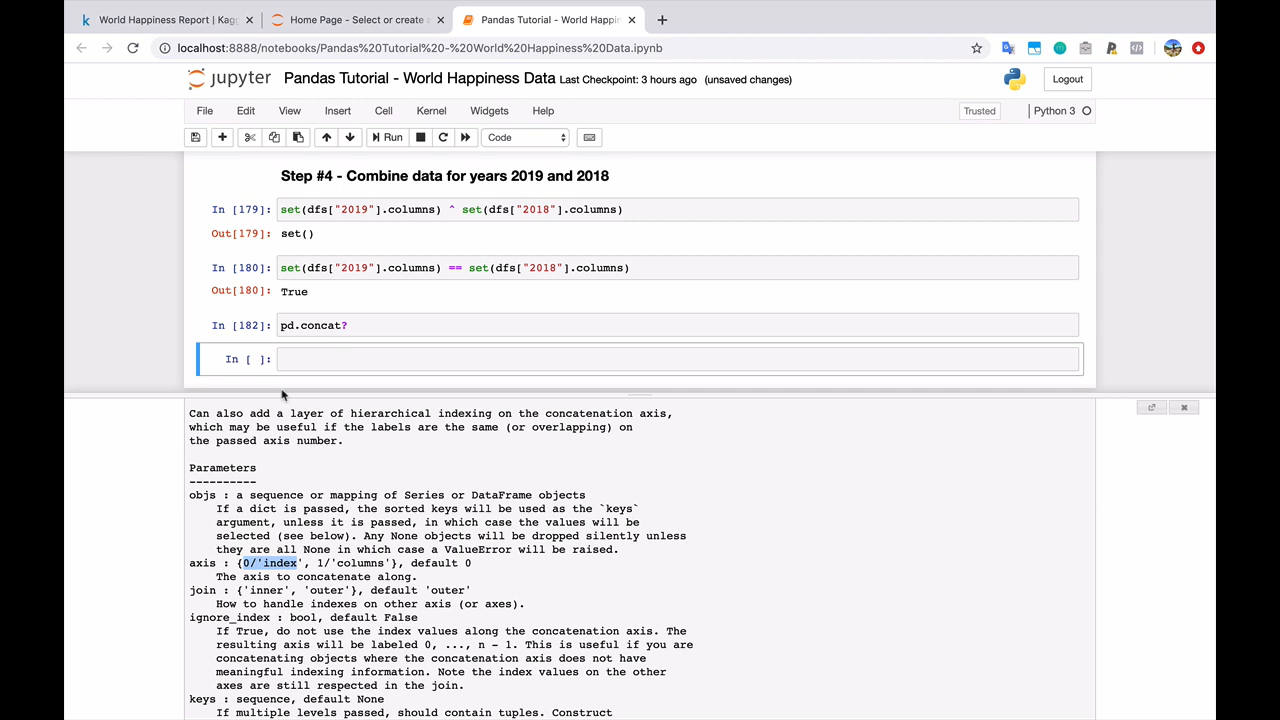 World Happiness Report | Kagg
Home Page - Select or create a
Pandas Tutorial - World Happin
localhost:8888/notebooks/Pandas%20Tutorial%20-%20World%20Happiness%20Data.ipynb
jupyter Pandas Tutorial - World Happiness Data Last Checkpoint: 3 hours ago (unsaved changes)
Logout
File Edit View Insert Cell Kernel Widgets Help
Trusted
Python 3
Run
Code
Step #4 - Combine data for years 2019 and 2018
In [179]: set(dfs["2019"].columns) ^ set(dfs["2018"].columns)
Out[179]: set()
In [180]: set(dfs["2019"].columns) == set(dfs["2018"].columns)
Out[180]: True
In [182]: pd.concat?
In [ ]:
Can also add a layer of hierarchical indexing on the concatenation axis,
which may be useful if the labels are the same (or overlapping) on
the passed axis number.
Parameters
----------
objs : a sequence or mapping of Series or DataFrame objects
If a dict is passed, the sorted keys will be used as the `keys`
argument, unless it is passed, in which case the values will be
selected (see below). Any None objects will be dropped silently unless
they are all None in which case a ValueError will be raised.
axis : {0/'index', 1/'columns'}, default 0
The axis to concatenate along.
join : {'inner', 'outer'}, default 'outer'
How to handle indexes on other axis (or axes).
ignore_index : bool, default False
If True, do not use the index values along the concatenation axis. The
resulting axis will be labeled 0, ..., n - 1. This is useful if you are
concatenating objects where the concatenation axis does not have
meaningful indexing information. Note the index values on the other
axes are still respected in the join.
keys : sequence, default None
If multiple levels passed, should contain tuples. Construct